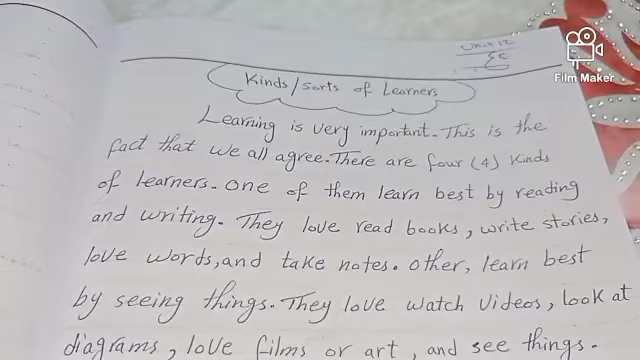 Unit 12
Film Maker
Kinds/Sorts of Learners
Learning is very important. This is the
fact that we all agree. There are four (4) Kinds
of learners. One of them learn best by reading
and writing. They love read books, write stories,
love words, and take notes. Other, learn best
by seeing things. They love watch videos, look at
diagrams, love films or art, and see things.